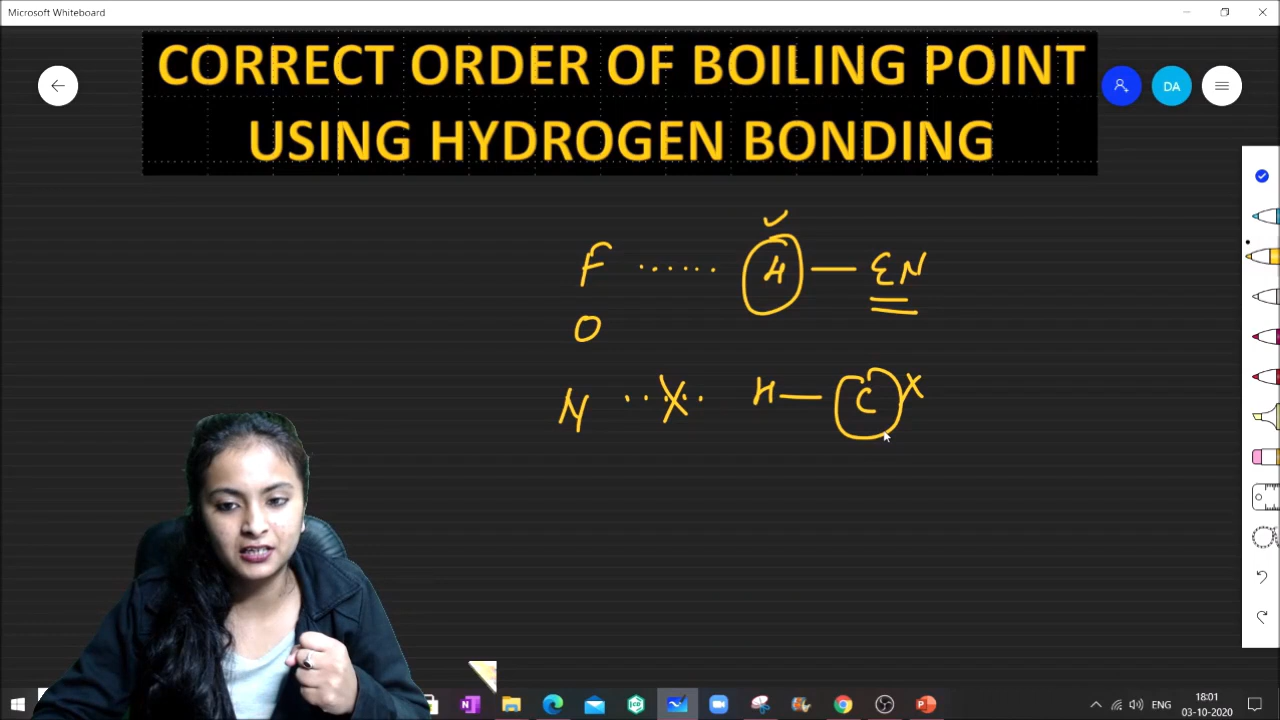 Microsoft Whiteboard
CORRECT ORDER OF BOILING POINT
USING HYDROGEN BONDING
DA
F ...... H — EN
O
N ..X.. H — C X
ENG
18:01
03-10-2020